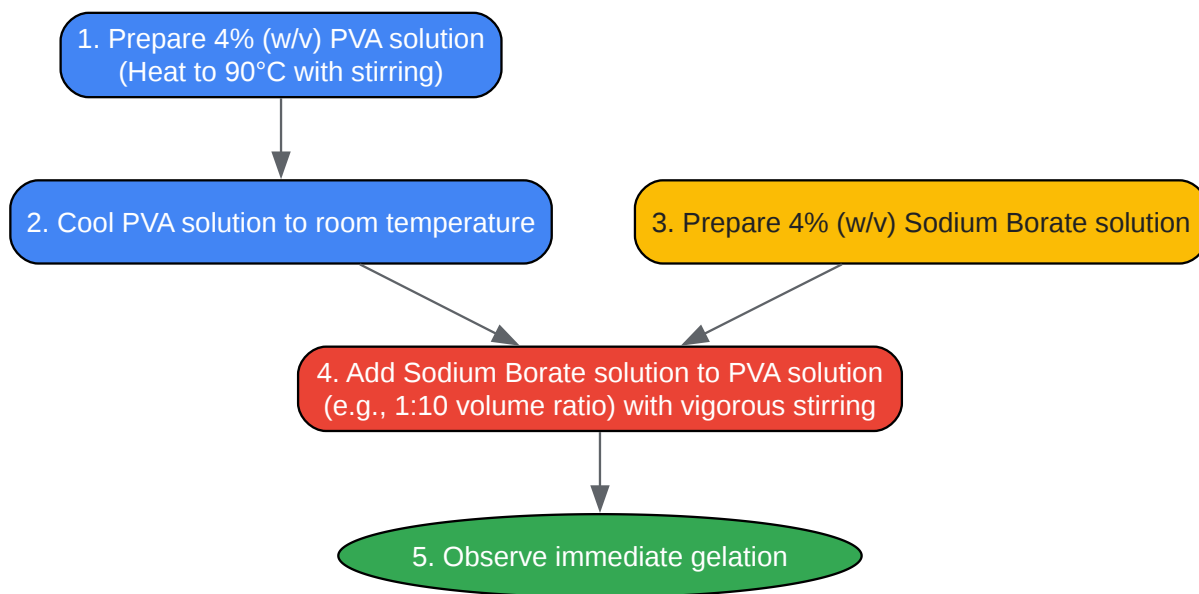 1. Prepare 4% (w/v) PVA solution
(Heat to 90°C with stirring)
2. Cool PVA solution to room temperature
3. Prepare 4% (w/v) Sodium Borate solution
4. Add Sodium Borate solution to PVA solution
(e.g., 1:10 volume ratio) with vigorous stirring
5. Observe immediate gelation